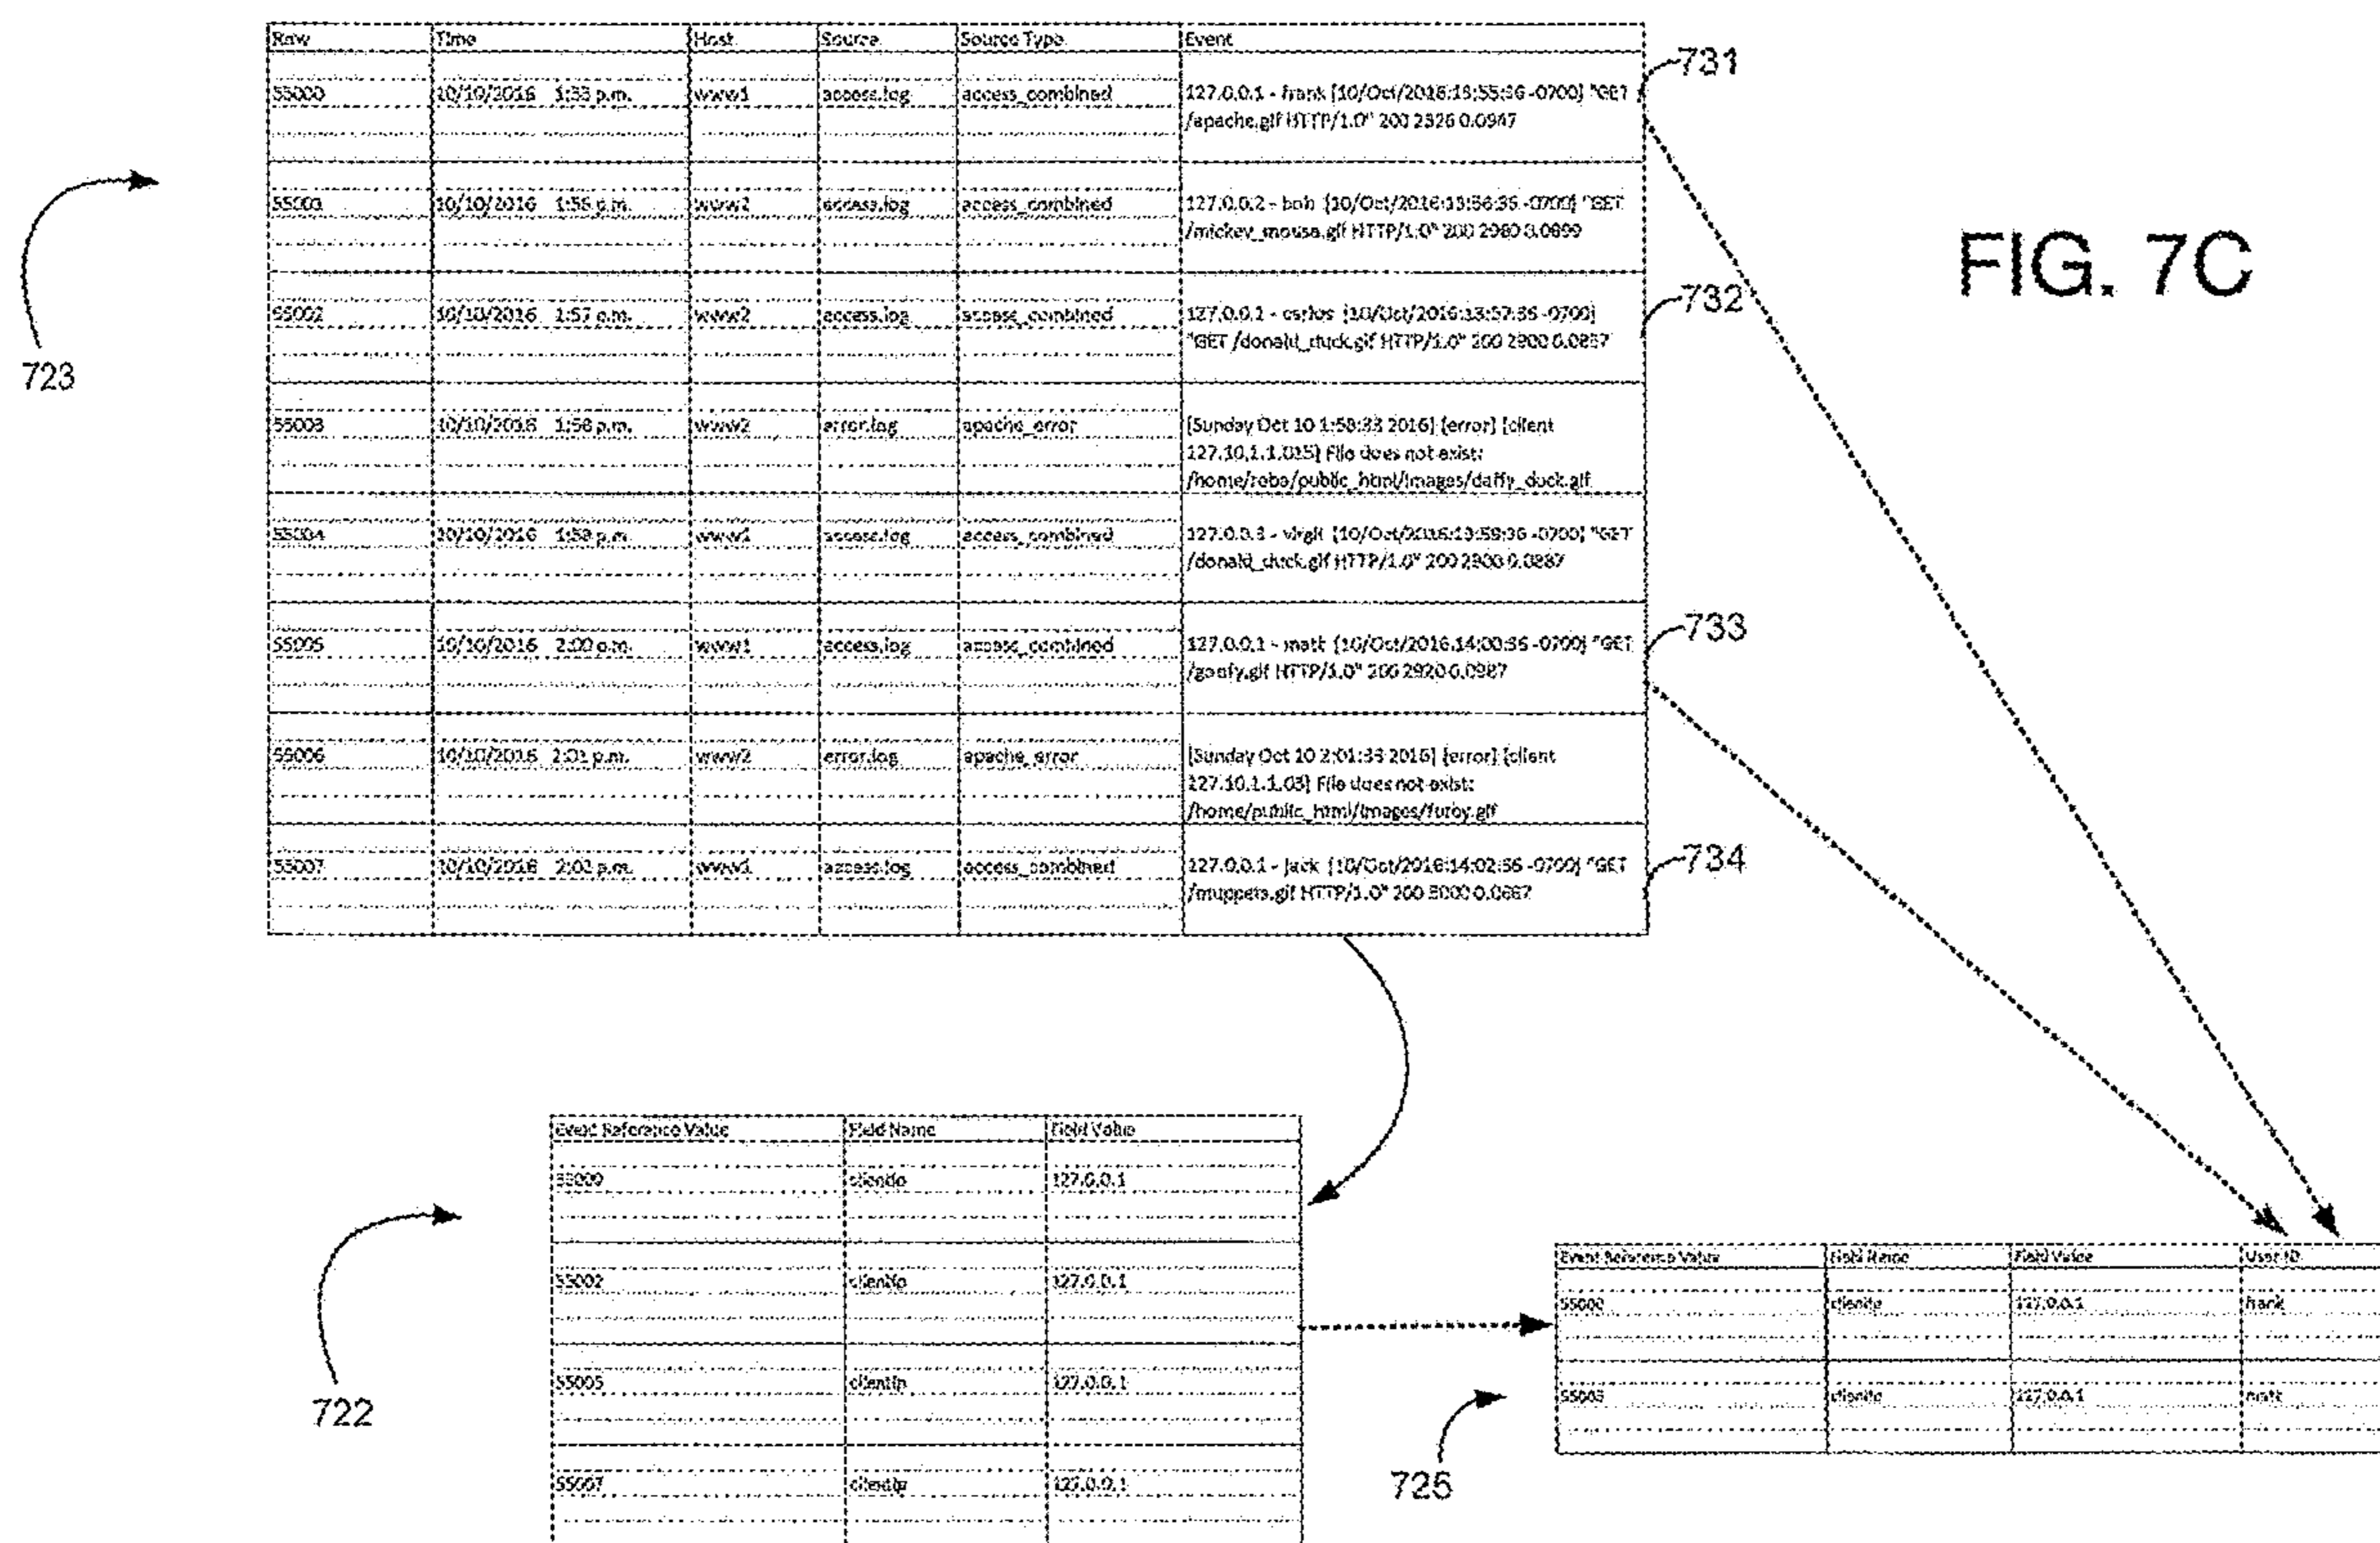 Raw Time Host Source Source Type Event
55000 10/10/2016 1:55 p.m. www1 access.log access_combined 127.0.0.1 - frank [10/Oct/2016:13:55:36 -0700] "GET
/apache.gif HTTP/1.0" 200 2326 0.0947
731
55001 10/10/2016 1:56 p.m. www2 access.log access_combined 127.0.0.2 - bob [10/Oct/2016:13:56:36 -0700] "GET
/mickey_mouse.gif HTTP/1.0" 200 2980 0.0899
FIG. 7C
732
55002 10/10/2016 1:57 p.m. www2 access.log access_combined 127.0.0.1 - carlos [10/Oct/2016:13:57:36 -0700]
"GET /donald_duck.gif HTTP/1.0" 200 2900 0.0857
723
55003 10/10/2016 1:58 p.m. www2 error.log apache_error [Sunday Oct 10 1:58:33 2016] [error] [client
127.10.1.1.015] File does not exist:
/home/roba/public_html/images/daffy_duck.gif
55004 10/10/2016 1:59 p.m. www1 access.log access_combined 127.0.0.3 - virgil [10/Oct/2016:13:59:36 -0700] "GET
/donald_duck.gif HTTP/1.0" 200 2900 0.0887
733
55005 10/10/2016 2:00 p.m. www1 access.log access_combined 127.0.0.1 - matt [10/Oct/2016:14:00:36 -0700] "GET
/goofy.gif HTTP/1.0" 200 2920 0.0987
55006 10/10/2016 2:01 p.m. www2 error.log apache_error [Sunday Oct 10 2:01:33 2016] [error] [client
127.10.1.1.03] File does not exist:
/home/public_html/images/furby.gif
55007 10/10/2016 2:02 p.m. www1 access.log access_combined 127.0.0.1 - jack [10/Oct/2016:14:02:36 -0700] "GET
/muppets.gif HTTP/1.0" 200 3000 0.0667
734
Event Reference Value Field Name Field Value
55000 clientip 127.0.0.1
55002 clientip 127.0.0.1
55005 clientip 127.0.0.1
55007 clientip 127.0.0.1
722
Event Reference Value Field Name Field Value User ID
55000 clientip 127.0.0.1 frank
55005 clientip 127.0.0.1 matt
725